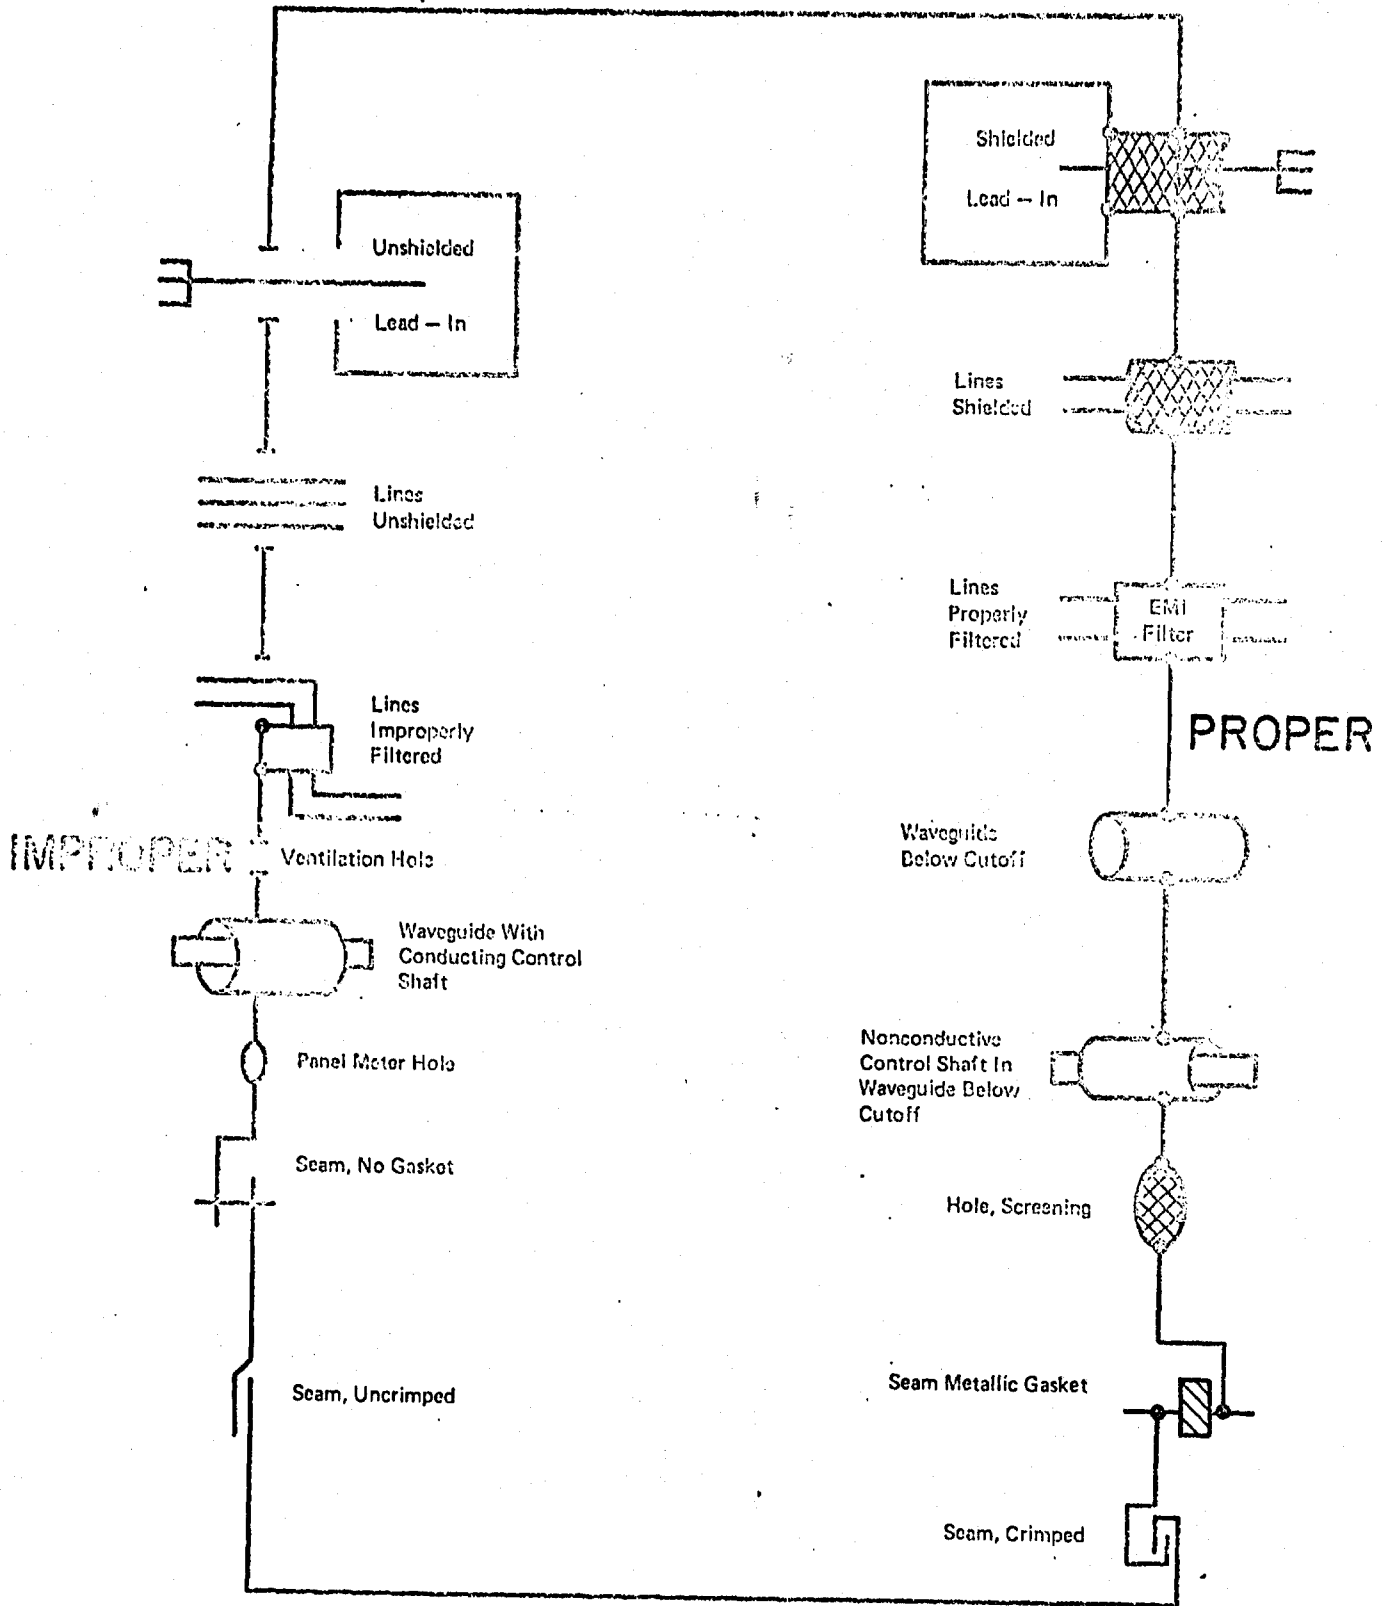 Unshielded
Lead – In
Lines
Unshielded
Lines
Improperly
Filtered
IMPROPER
Ventilation Hole
Waveguide With
Conducting Control
Shaft
Panel Meter Hole
Seam, No Gasket
Seam, Uncrimped
Shielded
Lead – In
Lines
Shielded
Lines
Properly
Filtered
EMI
Filter
PROPER
Waveguide
Below Cutoff
Nonconductive
Control Shaft In
Waveguide Below
Cutoff
Hole, Screening
Seam Metallic Gasket
Seam, Crimped